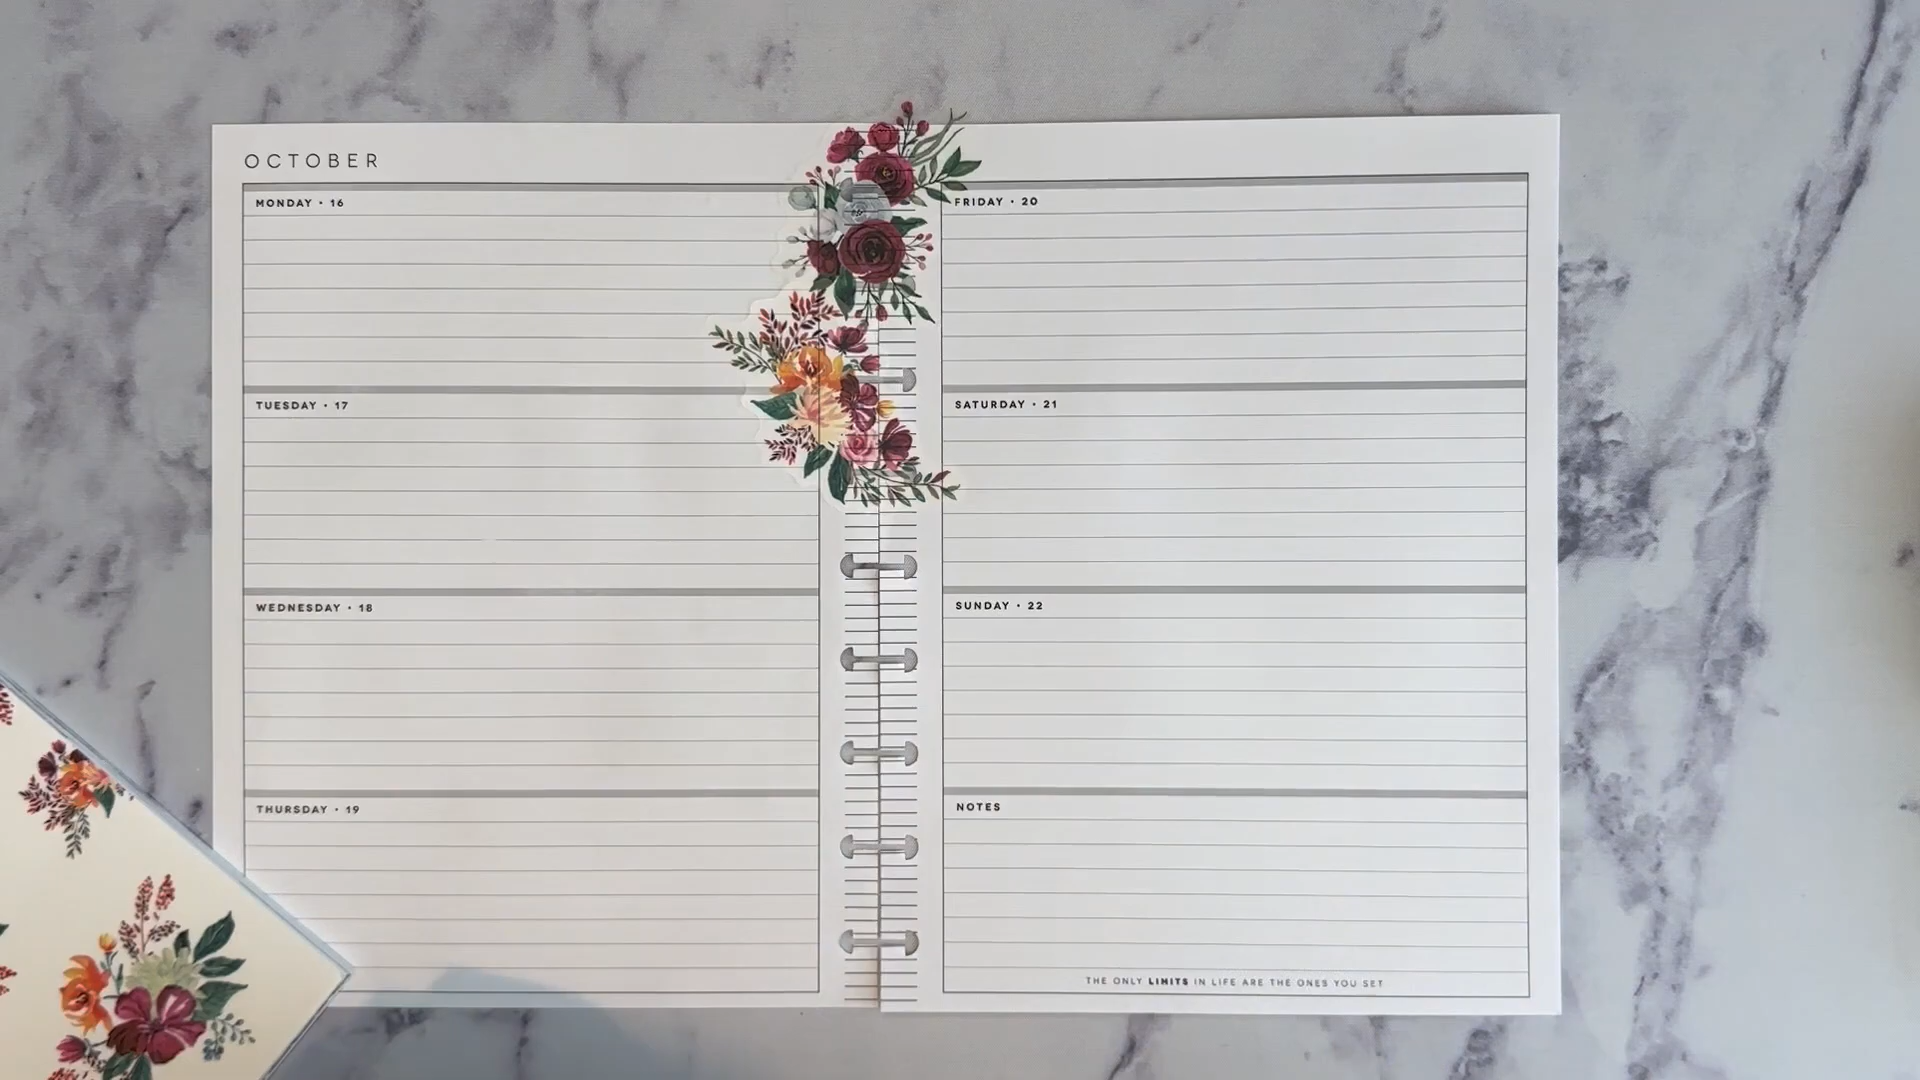 OCTOBER
MONDAY • 16
TUESDAY • 17
WEDNESDAY • 18
THURSDAY • 19
FRIDAY • 20
SATURDAY • 21
SUNDAY • 22
NOTES
THE ONLY LIMITS IN LIFE ARE THE ONES YOU SET